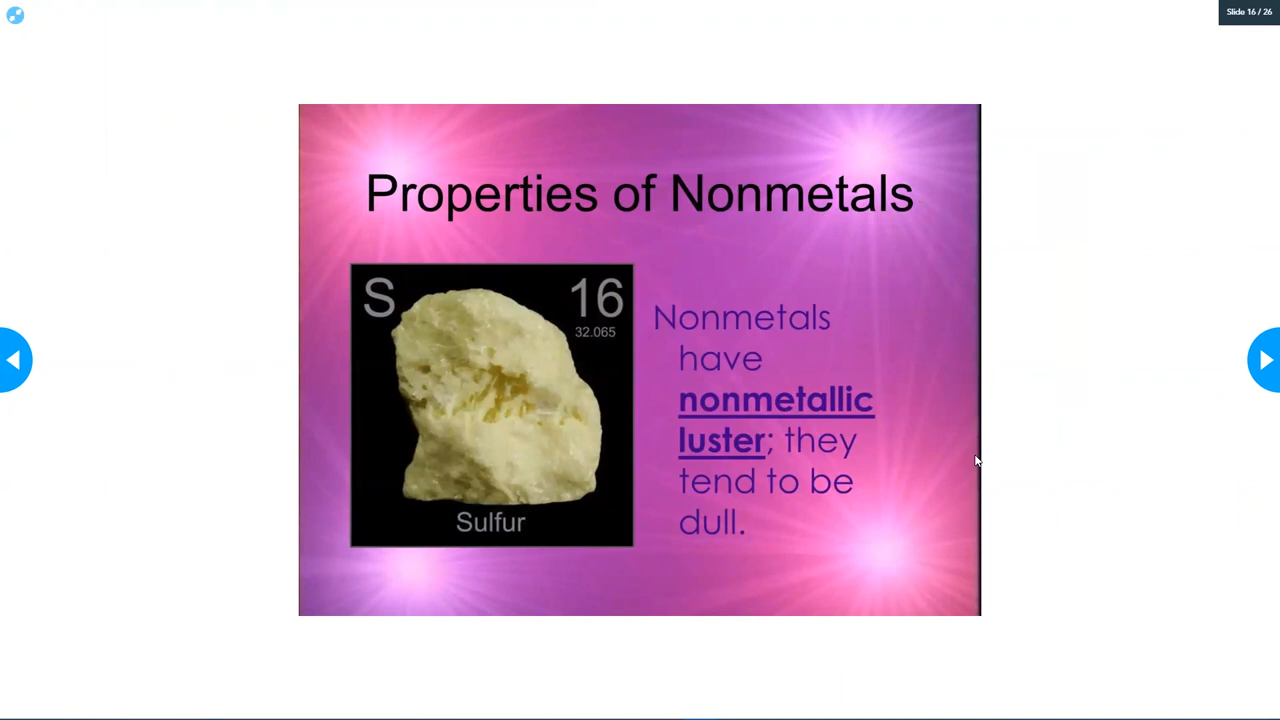 Slide 16 / 26
Properties of Nonmetals
S
16
32.065
Sulfur
Nonmetals
have
nonmetallic
luster; they
tend to be
dull.